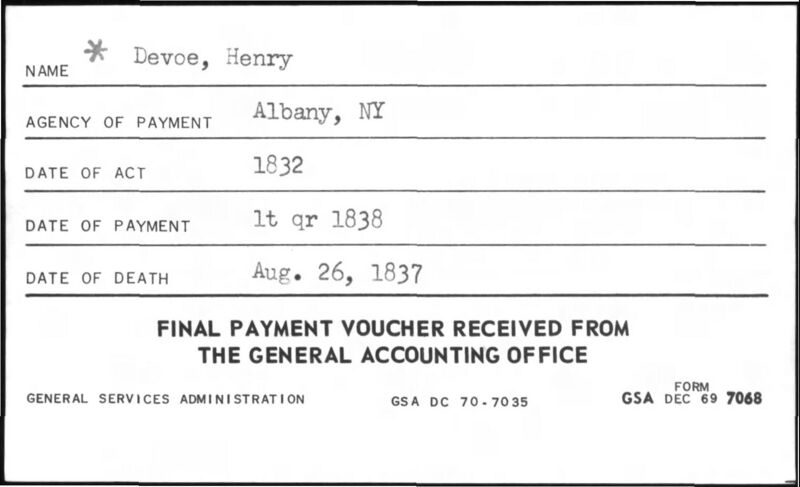 NAME * Devoe, Henry
AGENCY OF PAYMENT Albany, NY
DATE OF ACT 1832
DATE OF PAYMENT 1t qr 1838
DATE OF DEATH Aug. 26, 1837
FINAL PAYMENT VOUCHER RECEIVED FROM
THE GENERAL ACCOUNTING OFFICE
GENERAL SERVICES ADMINISTRATION GSA DC 70-7035 GSA FORM DEC 69 7068